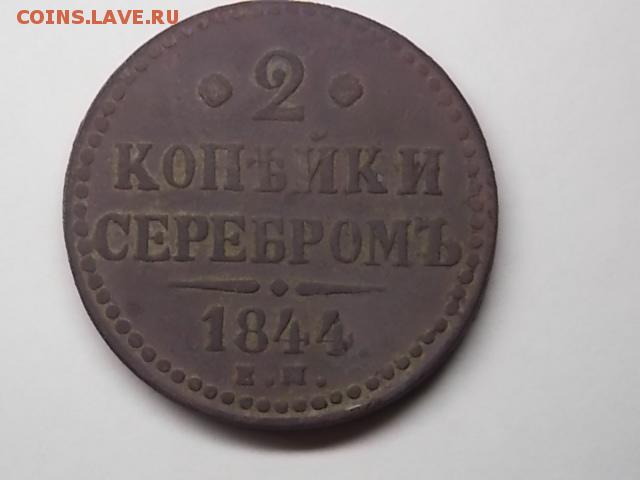 COINS.LAVE.RU
2
КОПѢЙКИ
СЕРЕБРОМЪ
1844
Е.М.